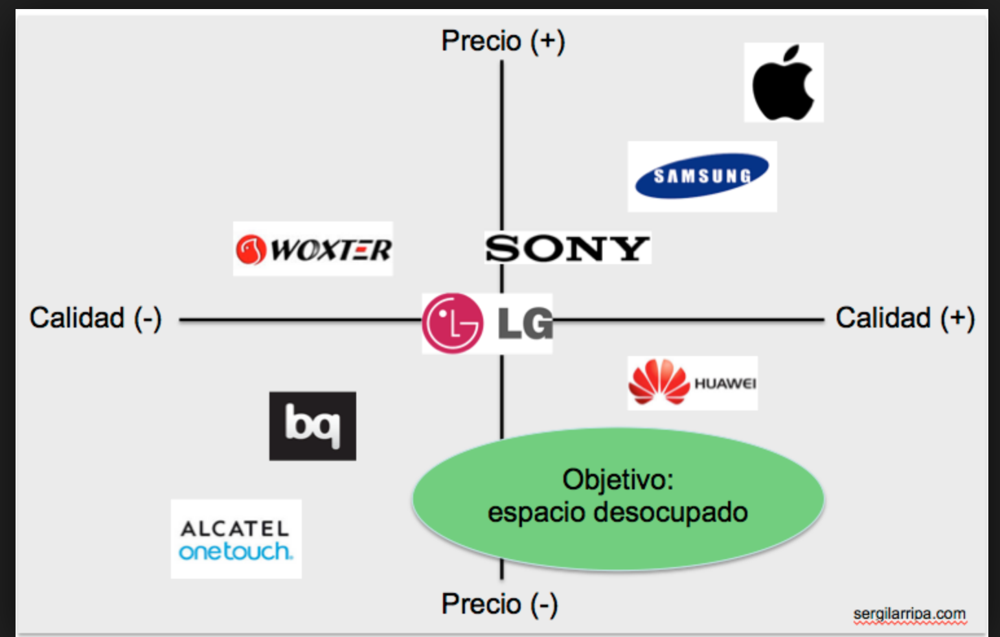 Precio (+)
SAMSUNG
WOXTER
SONY
Calidad (-)
LG
Calidad (+)
HUAWEI
bq
Objetivo:
espacio desocupado
ALCATEL
onetouch.
Precio (-)
sergilarripa.com